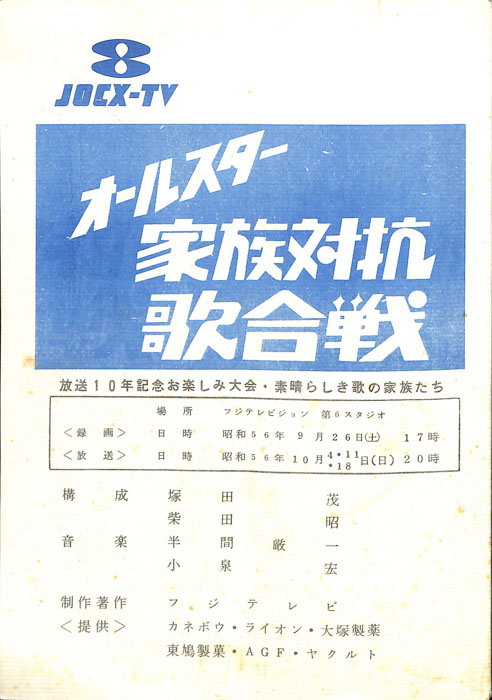 8
JOCX-TV
オールスター
家族対抗
歌合戦
放送10年記念お楽しみ大会・素晴らしき歌の家族たち
場所 フジテレビジョン 第6スタジオ
<録画> 日時 昭和56年9月26日(土) 17時
<放送> 日時 昭和56年10月4・11・18日(日) 20時
構成 塚田 茂
柴田 昭
音楽 半間巌一
小泉 宏
制作著作 フジテレビ
<提供> カネボウ・ライオン・大塚製薬
東鳩製菓・AGF・ヤクルト